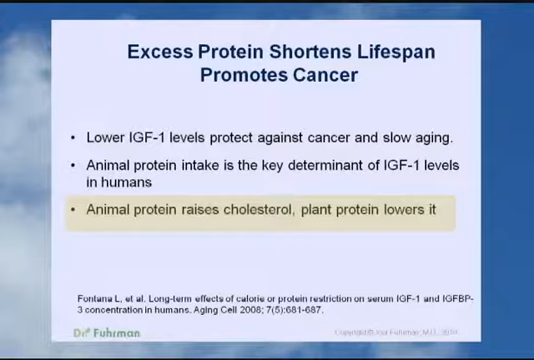 Excess Protein Shortens Lifespan
Promotes Cancer
• Lower IGF-1 levels protect against cancer and slow aging.
• Animal protein intake is the key determinant of IGF-1 levels
in humans
• Animal protein raises cholesterol, plant protein lowers it
Fontana L, et al. Long-term effects of calorie or protein restriction on serum IGF-1 and IGFBP-
3 concentration in humans. Aging Cell 2008; 7(5):681-687.
Dr Fuhrman
Copyright © Joel Fuhrman, M.D.